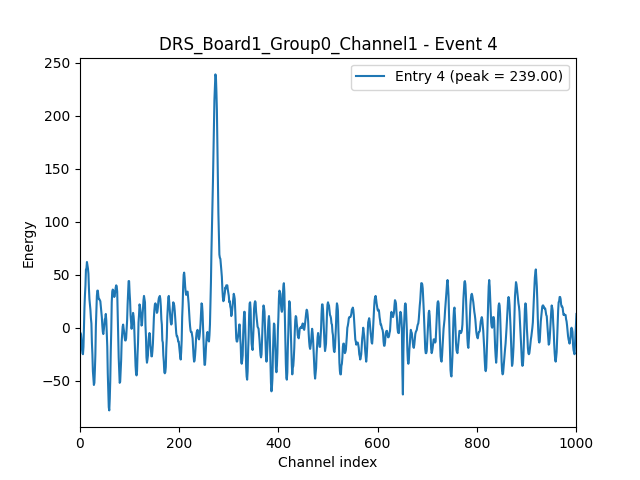 DRS_Board1_Group0_Channel1 - Event 4
Entry 4 (peak = 239.00)
250
200
150
100
50
0
−50
Energy
0 200 400 600 800 1000
Channel index